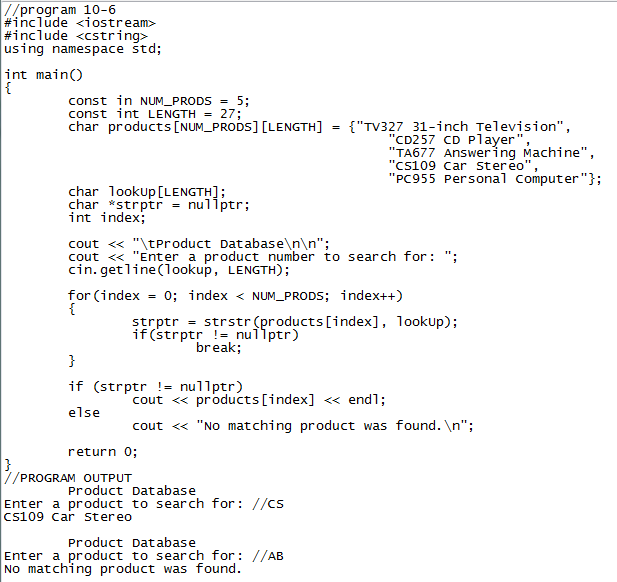 //program 10-6
#include <iostream>
#include <cstring>
using namespace std;

int main()
{
        const in NUM_PRODS = 5;
        const int LENGTH = 27;
        char products[NUM_PRODS][LENGTH] = {"TV327 31-inch Television",
                                                "CD257 CD Player",
                                                "TA677 Answering Machine",
                                                "CS109 Car Stereo",
                                                "PC955 Personal Computer"};
        char lookUp[LENGTH];
        char *strptr = nullptr;
        int index;

        cout << "\tProduct Database\n\n";
        cout << "Enter a product number to search for: ";
        cin.getline(lookup, LENGTH);

        for(index = 0; index < NUM_PRODS; index++)
        {
                strptr = strstr(products[index], lookUp);
                if(strptr != nullptr)
                        break;
        }

        if (strptr != nullptr)
                cout << products[index] << endl;
        else
                cout << "No matching product was found.\n";

        return 0;
}
//PROGRAM OUTPUT
        Product Database
Enter a product to search for: //CS
CS109 Car Stereo

        Product Database
Enter a product to search for: //AB
No matching product was found.